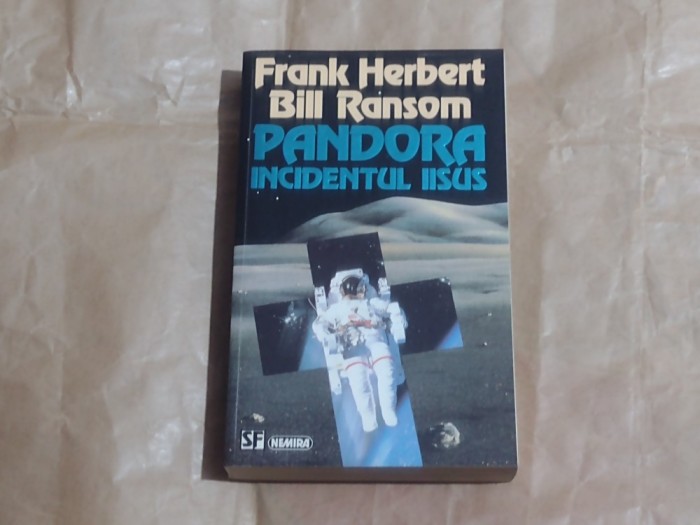 Frank Herbert
Bill Ransom
PANDORA
INCIDENTUL IISUS
SF NEMIRA